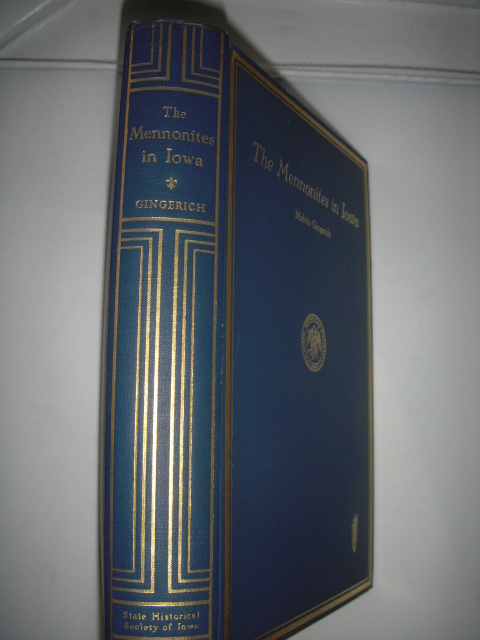 The
Mennonites
in Iowa
GINGERICH
State Historical
Society of Iowa
The Mennonites in Iowa
Melvin Gingerich